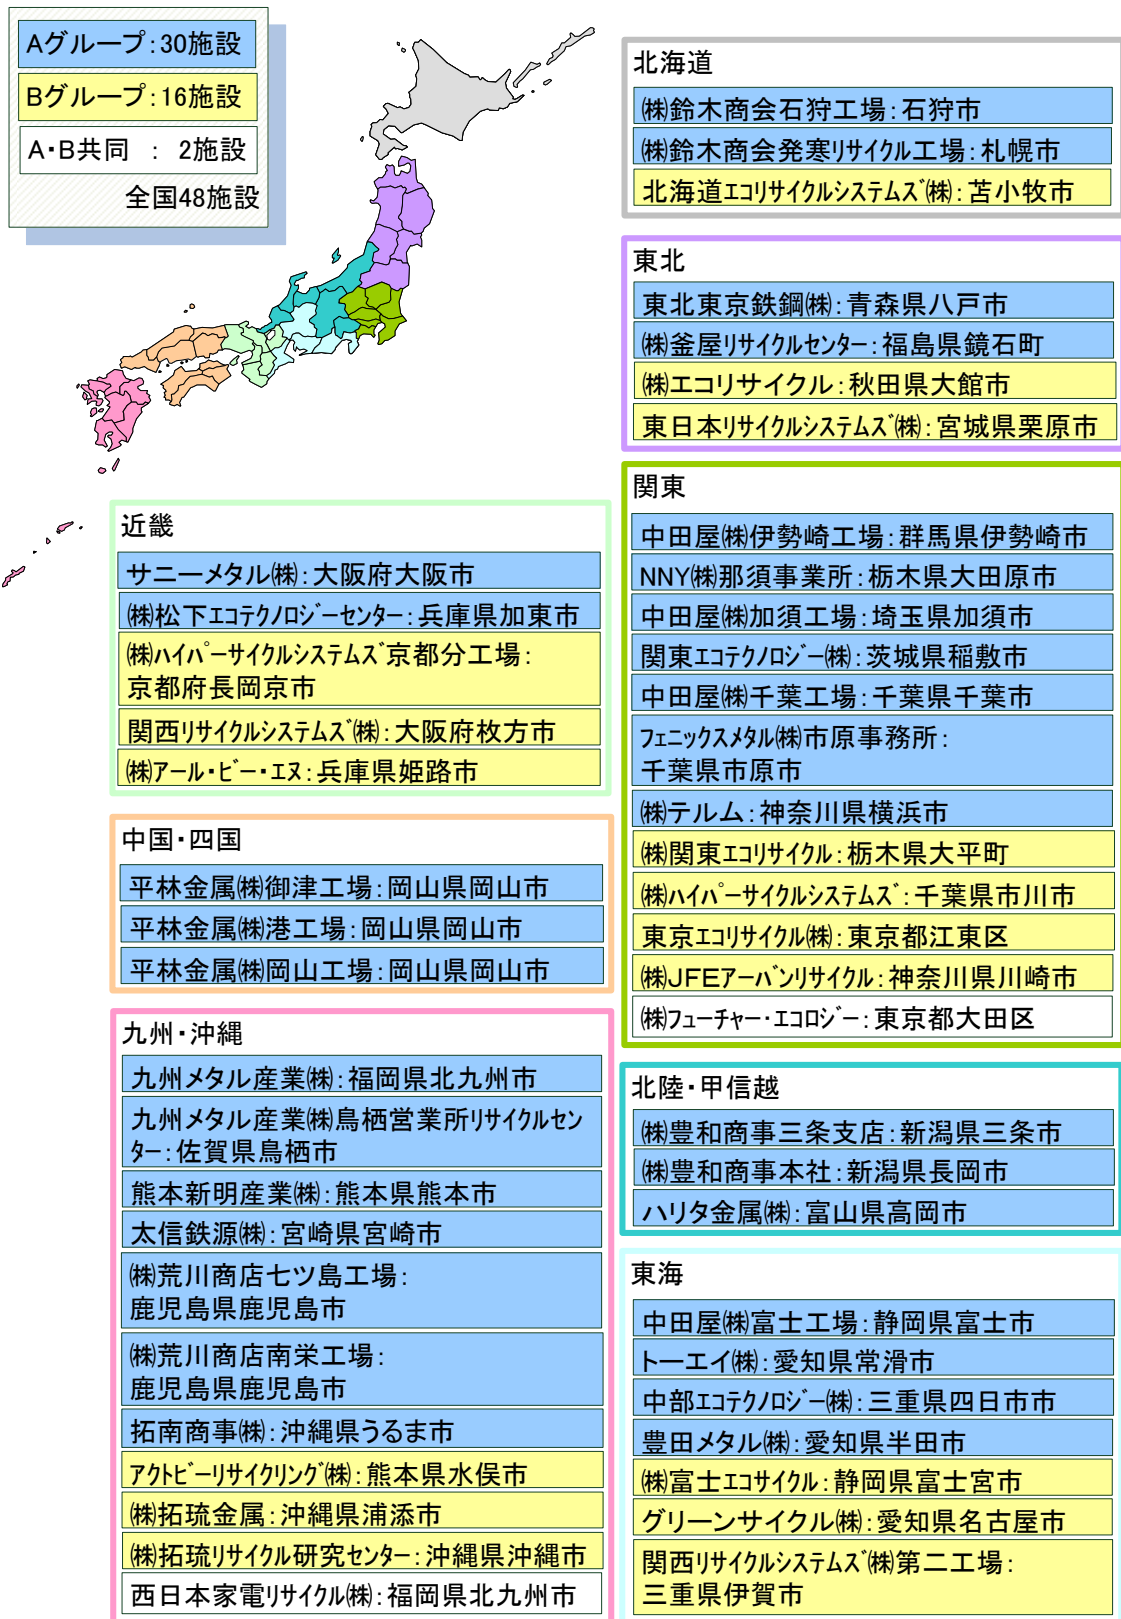 Aグループ:30施設
Bグループ:16施設
A・B共同 : 2施設
全国48施設
北海道
㈱鈴木商会石狩工場:石狩市
㈱鈴木商会発寒ﾘｻｲｸﾙ工場:札幌市
北海道ｴｺﾘｻｲｸﾙｼｽﾃﾑｽﾞ㈱:苫小牧市
東北
東北東京鉄鋼㈱:青森県八戸市
㈱釜屋ﾘｻｲｸﾙｾﾝﾀｰ:福島県鏡石町
㈱エコリサイクル:秋田県大館市
東日本ﾘｻｲｸﾙｼｽﾃﾑｽﾞ㈱:宮城県栗原市
関東
中田屋㈱伊勢崎工場:群馬県伊勢崎市
NNY㈱那須事業所:栃木県大田原市
中田屋㈱加須工場:埼玉県加須市
関東ｴｺﾃｸﾉﾛｼﾞｰ㈱:茨城県稲敷市
中田屋㈱千葉工場:千葉県千葉市
ﾌｪﾆｯｸｽﾒﾀﾙ㈱市原事務所:
千葉県市原市
㈱テルム:神奈川県横浜市
㈱関東ｴｺﾘｻｲｸﾙ:栃木県大平町
㈱ﾊｲﾊﾟｰｻｲｸﾙｼｽﾃﾑｽﾞ:千葉県市川市
東京ｴｺﾘｻｲｸﾙ㈱:東京都江東区
㈱JFEｱｰﾊﾞﾝﾘｻｲｸﾙ:神奈川県川崎市
㈱ﾌｭｰﾁｬｰ・ｴｺﾛｼﾞｰ:東京都大田区
北陸・甲信越
㈱豊和商事三条支店:新潟県三条市
㈱豊和商事本社:新潟県長岡市
ハリタ金属㈱:富山県高岡市
東海
中田屋㈱富士工場:静岡県富士市
トーエイ㈱:愛知県常滑市
中部ｴｺﾃｸﾉﾛｼﾞｰ㈱:三重県四日市市
豊田メタル㈱:愛知県半田市
㈱富士ｴｺｻｲｸﾙ:静岡県富士宮市
グリーンサイクル㈱:愛知県名古屋市
関西ﾘｻｲｸﾙｼｽﾃﾑｽﾞ㈱第二工場:
三重県伊賀市
近畿
サニーメタル㈱:大阪府大阪市
㈱松下ｴｺﾃｸﾉﾛｼﾞｰｾﾝﾀｰ:兵庫県加東市
㈱ﾊｲﾊﾟｰｻｲｸﾙｼｽﾃﾑｽﾞ京都分工場:
京都府長岡京市
関西ﾘｻｲｸﾙｼｽﾃﾑｽﾞ㈱:大阪府枚方市
㈱ｱｰﾙ・ﾋﾞｰ・ｴﾇ:兵庫県姫路市
中国・四国
平林金属㈱御津工場:岡山県岡山市
平林金属㈱港工場:岡山県岡山市
平林金属㈱岡山工場:岡山県岡山市
九州・沖縄
九州メタル産業㈱:福岡県北九州市
九州メタル産業㈱鳥栖営業所ﾘｻｲｸﾙｾﾝ
ﾀｰ:佐賀県鳥栖市
熊本新明産業㈱:熊本県熊本市
太信鉄源㈱:宮崎県宮崎市
㈱荒川商店七ツ島工場:
鹿児島県鹿児島市
㈱荒川商店南栄工場:
鹿児島県鹿児島市
拓南商事㈱:沖縄県うるま市
ｱｸﾄﾋﾞｰﾘｻｲｸﾘﾝｸﾞ㈱:熊本県水俣市
㈱拓琉金属:沖縄県浦添市
㈱拓琉ﾘｻｲｸﾙ研究ｾﾝﾀｰ:沖縄県沖縄市
西日本家電ﾘｻｲｸﾙ㈱:福岡県北九州市